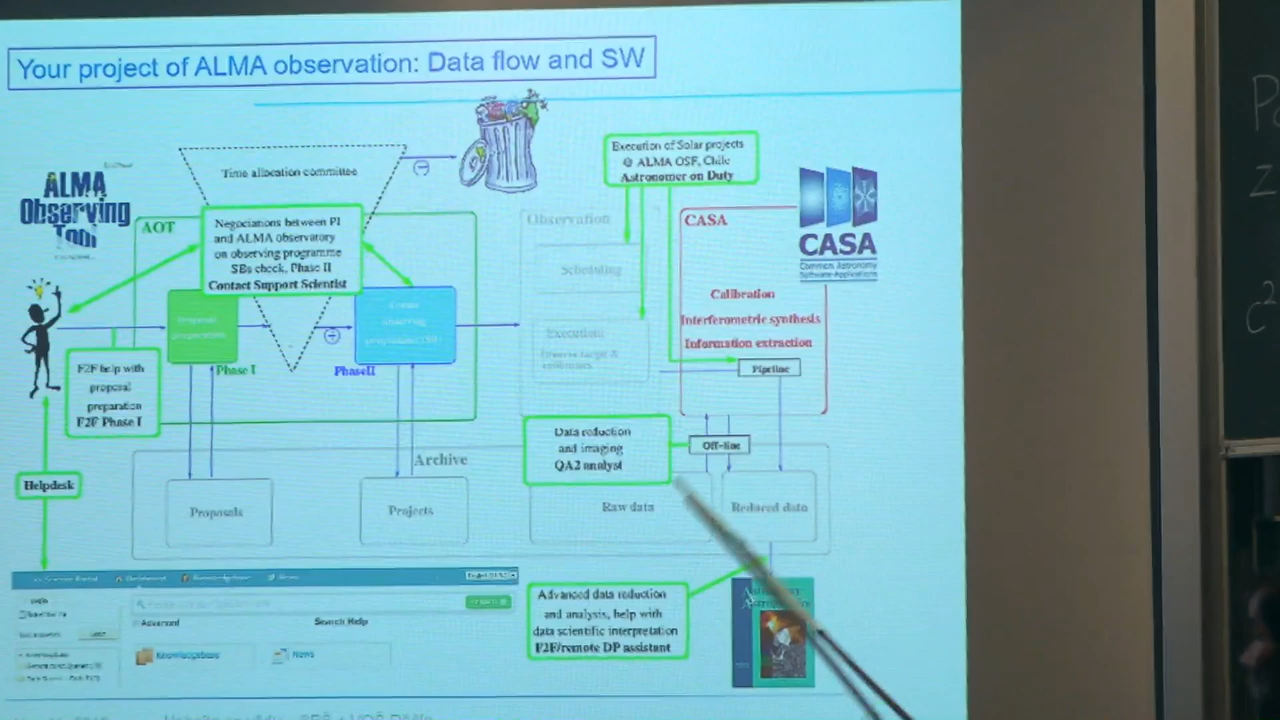 Your project of ALMA observation: Data flow and SW
ALMA
Observing
Tool
Time allocation committee
Execution of Solar projects
@ ALMA OSF, Chile
Astronomer on Duty
AOT
Negociations between PI
and ALMA observatory
on observing programme
SBs check, Phase II
Contact Support Scientist
Observation
Scheduling
CASA
CASA
Common Astronomy
Software Applications
Calibration
Interferometric synthesis
Information extraction
Pipeline
Phase I
PhaseII
F2F help with
proposal
preparation
F2F Phase I
Data reduction
and imaging
QA2 analyst
Off-line
Archive
Helpdesk
Proposals
Projects
Raw data
Reduced data
Advanced
Search Help
Knowledgebase
News
Advanced data reduction
and analysis, help with
data scientific interpretation
F2F/remote DP assistant